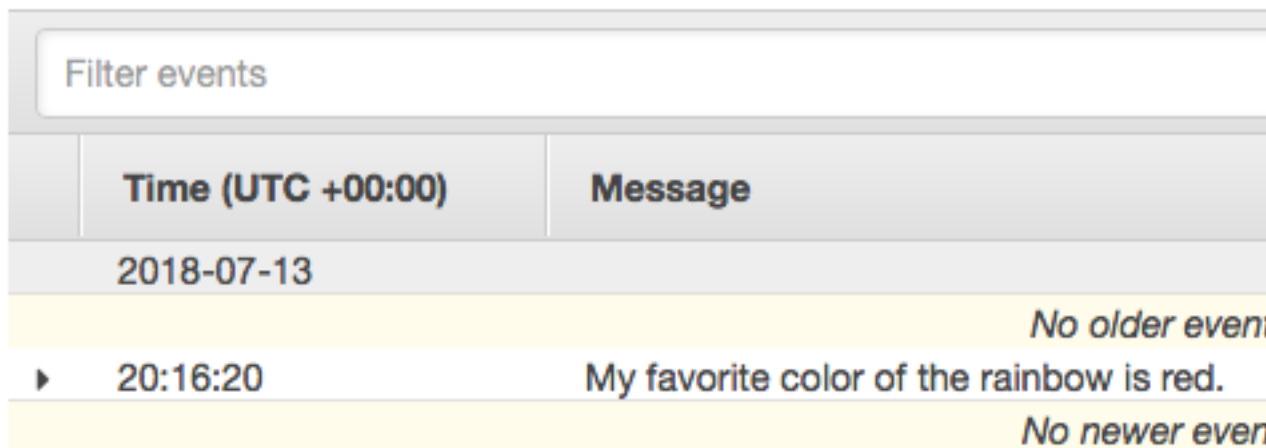 Filter events
Time (UTC +00:00) Message
2018-07-13
No older event
20:16:20 My favorite color of the rainbow is red.
No newer even